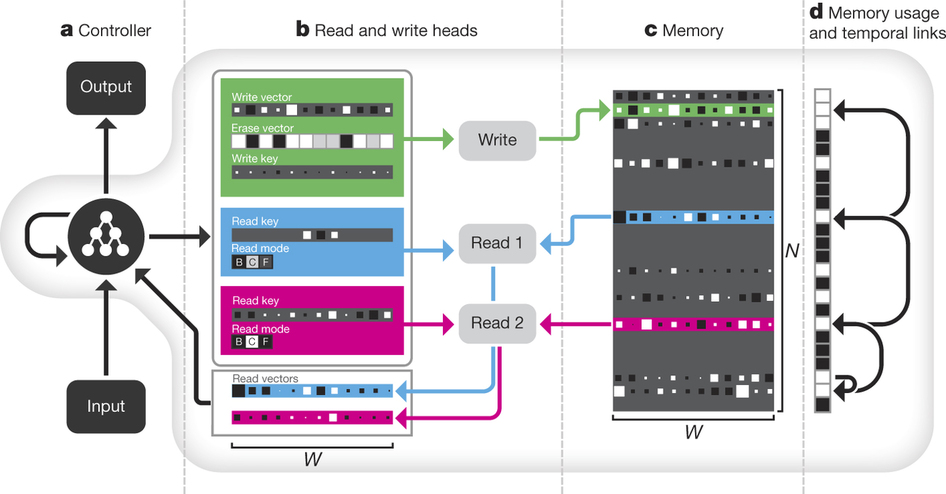 a Controller
b Read and write heads
c Memory
d Memory usage
and temporal links
Output
Input
Write vector
Erase vector
Write key
Read key
Read mode
B C F
Read key
Read mode
B C F
Read vectors
W
Write
Read 1
Read 2
N
W